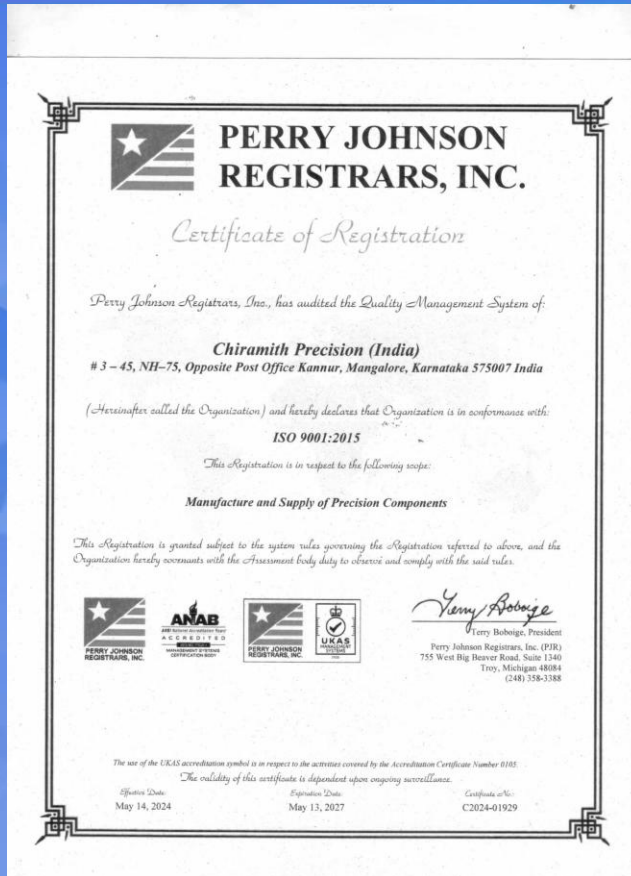 PERRY JOHNSON
REGISTRARS, INC.
Certificate of Registration
Perry Johnson Registrars, Inc., has audited the Quality Management System of:
Chiramith Precision (India)
# 3 – 45, NH–75, Opposite Post Office Kannur, Mangalore, Karnataka 575007 India
(Hereinafter called the Organization) and hereby declares that Organization is in conformance with:
ISO 9001:2015
This Registration is in respect to the following scope:
Manufacture and Supply of Precision Components
This Registration is granted subject to the system rules governing the Registration referred to above, and the
Organization hereby covenants with the Assessment body duty to observe and comply with the said rules.
PERRY JOHNSON
REGISTRARS, INC.
ANAB
ANSI National Accreditation Board
ACCREDITED
MANAGEMENT SYSTEMS
CERTIFICATION BODY
PERRY JOHNSON
REGISTRARS, INC.
UKAS
MANAGEMENT
SYSTEMS
Terry Boboige
Terry Boboige, President
Perry Johnson Registrars, Inc. (PJR)
755 West Big Beaver Road, Suite 1340
Troy, Michigan 48084
(248) 358-3388
The use of the UKAS accreditation symbol is in respect to the activities covered by the Accreditation Certificate Number 0105.
The validity of this certificate is dependent upon ongoing surveillance.
Effective Date: Expiration Date: Certificate No.:
May 14, 2024 May 13, 2027 C2024-01929